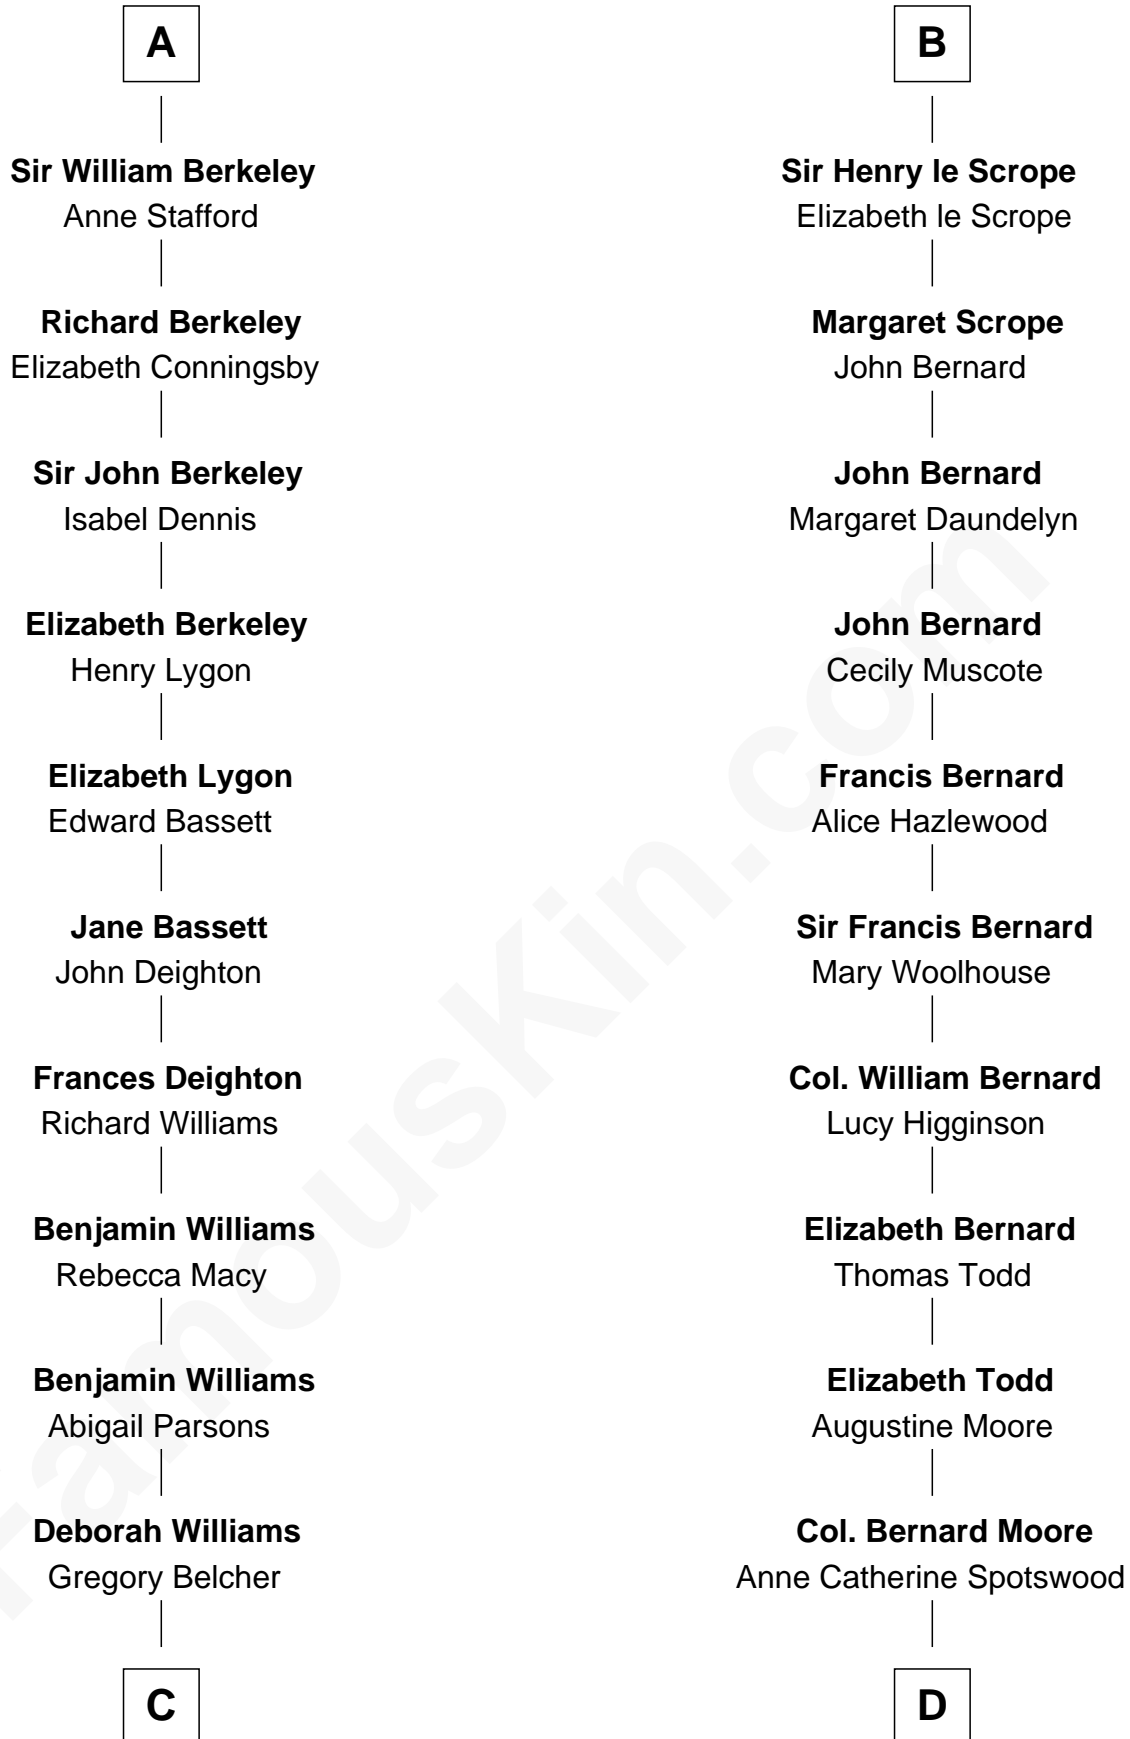 A
Sir William Berkeley
Anne Stafford
Richard Berkeley
Elizabeth Conningsby
Sir John Berkeley
Isabel Dennis
Elizabeth Berkeley
Henry Lygon
Elizabeth Lygon
Edward Bassett
Jane Bassett
John Deighton
Frances Deighton
Richard Williams
Benjamin Williams
Rebecca Macy
Benjamin Williams
Abigail Parsons
Deborah Williams
Gregory Belcher
C
B
Sir Henry le Scrope
Elizabeth le Scrope
Margaret Scrope
John Bernard
John Bernard
Margaret Daundelyn
John Bernard
Cecily Muscote
Francis Bernard
Alice Hazlewood
Sir Francis Bernard
Mary Woolhouse
Col. William Bernard
Lucy Higginson
Elizabeth Bernard
Thomas Todd
Elizabeth Todd
Augustine Moore
Col. Bernard Moore
Anne Catherine Spotswood
D
FamousKin.com